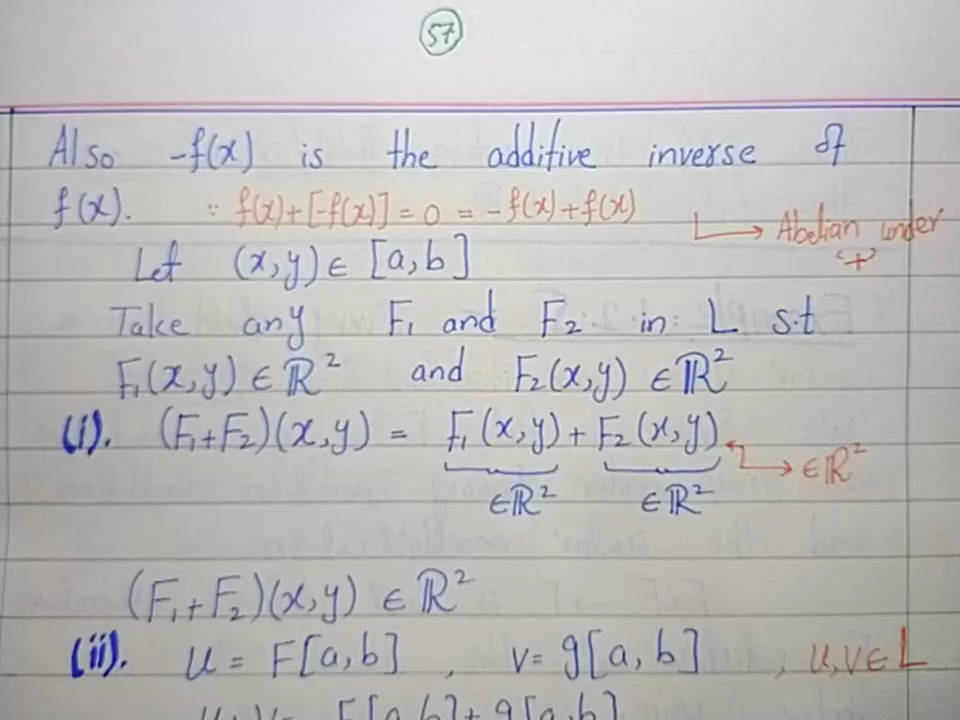 57
Also -f(x) is the additive inverse of
f(x). ∵ f(x)+[-f(x)] = 0 = -f(x)+f(x)
↳ Abelian under
'+'
Let (x,y) ∈ [a,b]
Take any F₁ and F₂ in: L s.t
F₁(x,y) ∈ ℝ² and F₂(x,y) ∈ ℝ²
(i). (F₁+F₂)(x,y) = F₁(x,y) + F₂(x,y) → ∈ℝ²
∈ℝ² ∈ℝ²
(F₁+F₂)(x,y) ∈ ℝ²
(ii). u = F[a,b] , v = g[a,b] , u,v ∈ L
F[a,b] + g[a,b]